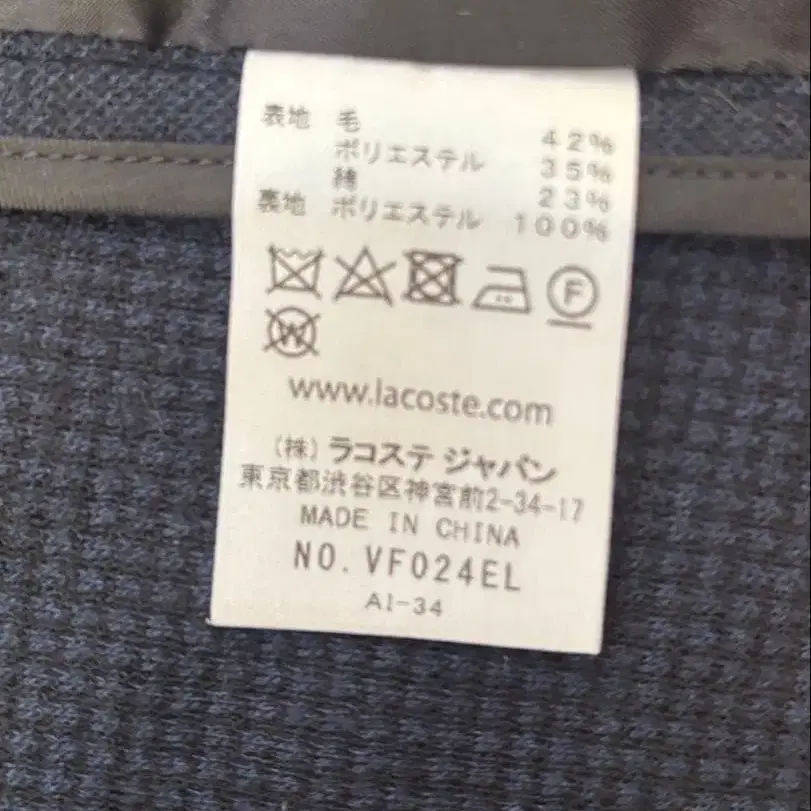 表地 毛 42%
ポリエステル 35%
綿 23%
裏地 ポリエステル 100%
F
W
www.lacoste.com
(株) ラコステ ジャパン
東京都渋谷区神宮前2-34-17
MADE IN CHINA
NO. VF024EL
AI-34